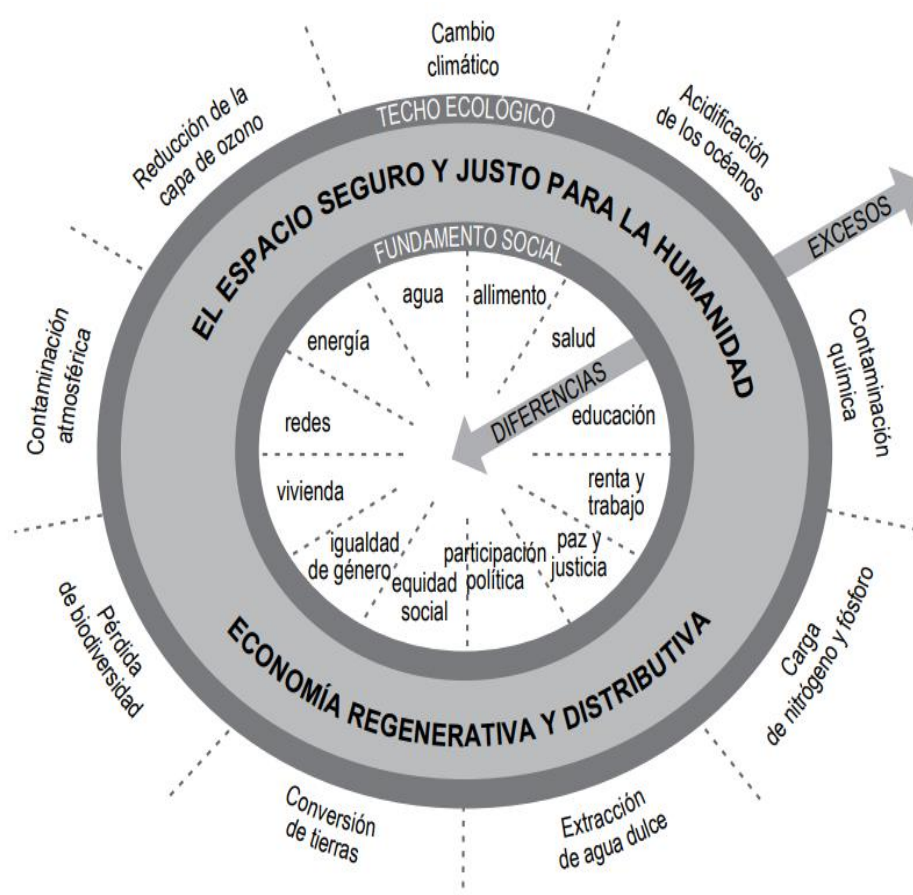 Cambio
climático
TECHO ECOLÓGICO
Reducción de la
capa de ozono
Acidificación
de los océanos
EL ESPACIO SEGURO Y JUSTO PARA LA HUMANIDAD
EXCESOS
FUNDAMENTO SOCIAL
agua
allimento
energía
salud
Contaminación
atmosférica
Contaminación
química
DIFERENCIAS
redes
educación
vivienda
renta y
trabajo
igualdad
de género
equidad
social
participación
política
paz y
justicia
Pérdida
de biodiversidad
Carga
de nitrógeno y fósforo
ECONOMÍA REGENERATIVA Y DISTRIBUTIVA
Conversión
de tierras
Extracción
de agua dulce